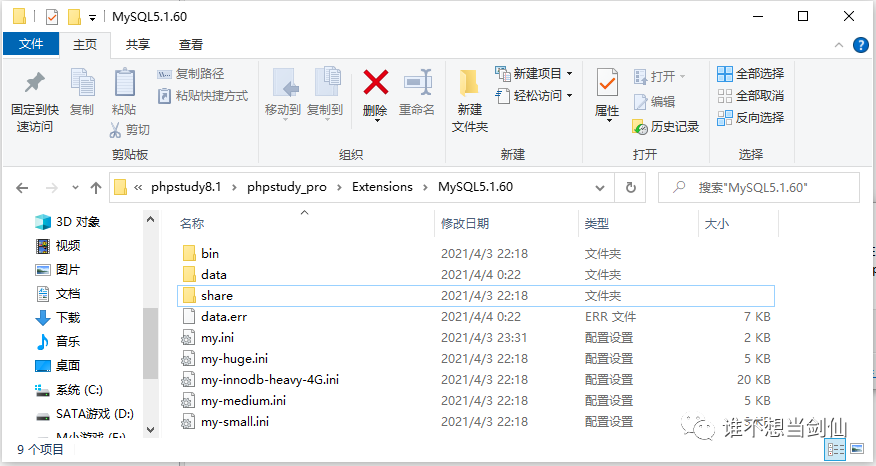 MySQL5.1.60
文件 主页 共享 查看
固定到快速访问
复制
粘贴
复制路径
粘贴快捷方式
剪切
剪贴板
移动到
复制到
删除
重命名
组织
新建文件夹
新建项目
轻松访问
新建
属性
打开
编辑
历史记录
打开
全部选择
全部取消
反向选择
选择
« phpstudy8.1 > phpstudy_pro > Extensions > MySQL5.1.60
搜索"MySQL5.1.60"
3D 对象
视频
图片
文档
下载
音乐
桌面
系统 (C:)
SATA游戏 (D:)
名称 修改日期 类型 大小
bin 2021/4/3 22:18 文件夹
data 2021/4/4 0:22 文件夹
share 2021/4/3 22:18 文件夹
data.err 2021/4/4 0:22 ERR 文件 7 KB
my.ini 2021/4/3 23:31 配置设置 2 KB
my-huge.ini 2021/4/3 22:18 配置设置 5 KB
my-innodb-heavy-4G.ini 2021/4/3 22:18 配置设置 20 KB
my-medium.ini 2021/4/3 22:18 配置设置 5 KB
my-small.ini 2021/4/3 22:18 配置设置
谁不想当剑仙
9 个项目